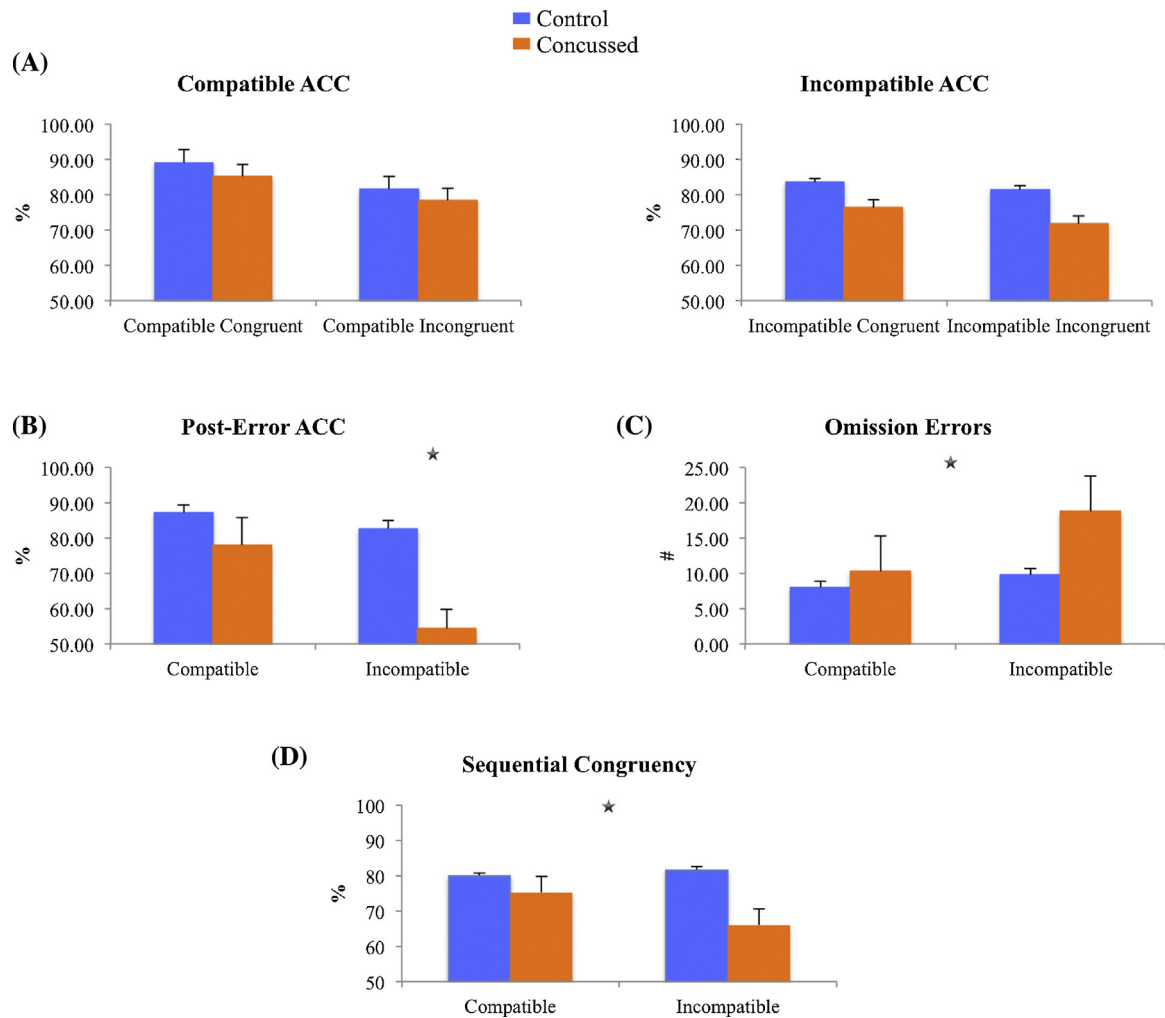 Control
Concussed
(A)
Compatible ACC
Incompatible ACC
100.00
90.00
80.00
70.00
60.00
50.00
%
Compatible Congruent
Compatible Incongruent
100.00
90.00
80.00
70.00
60.00
50.00
%
Incompatible Congruent
Incompatible Incongruent
(B)
Post-Error ACC
100.00
90.00
80.00
70.00
60.00
50.00
%
Compatible
Incompatible
(C)
Omission Errors
25.00
20.00
15.00
10.00
5.00
0.00
#
Compatible
Incompatible
(D)
Sequential Congruency
100
90
80
70
60
50
%
Compatible
Incompatible